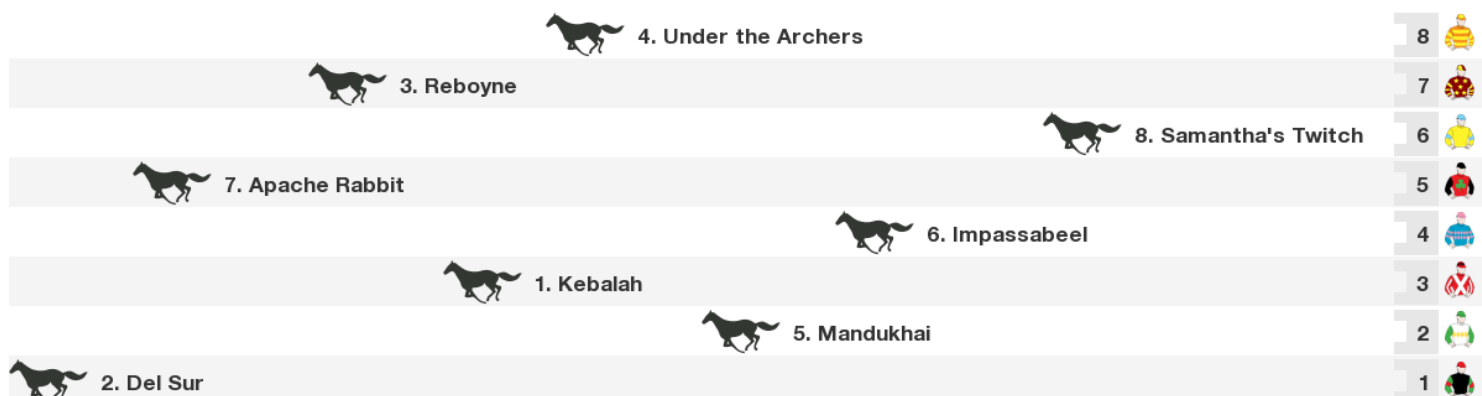 4. Under the Archers 8
3. Reboyne 7
8. Samantha's Twitch 6
7. Apache Rabbit 5
6. Impassabeel 4
1. Kebalah 3
5. Mandukhai 2
2. Del Sur 1